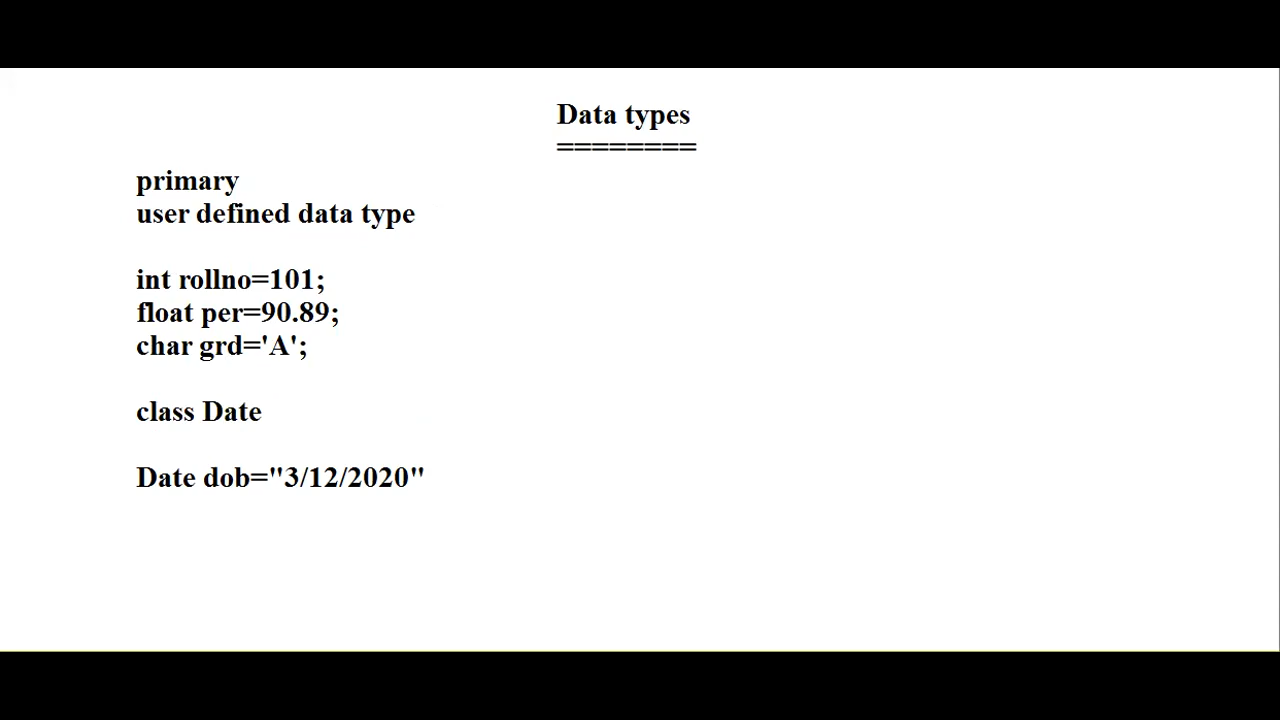 Data types
========
primary
user defined data type
int rollno=101;
float per=90.89;
char grd='A';
class Date
Date dob="3/12/2020"